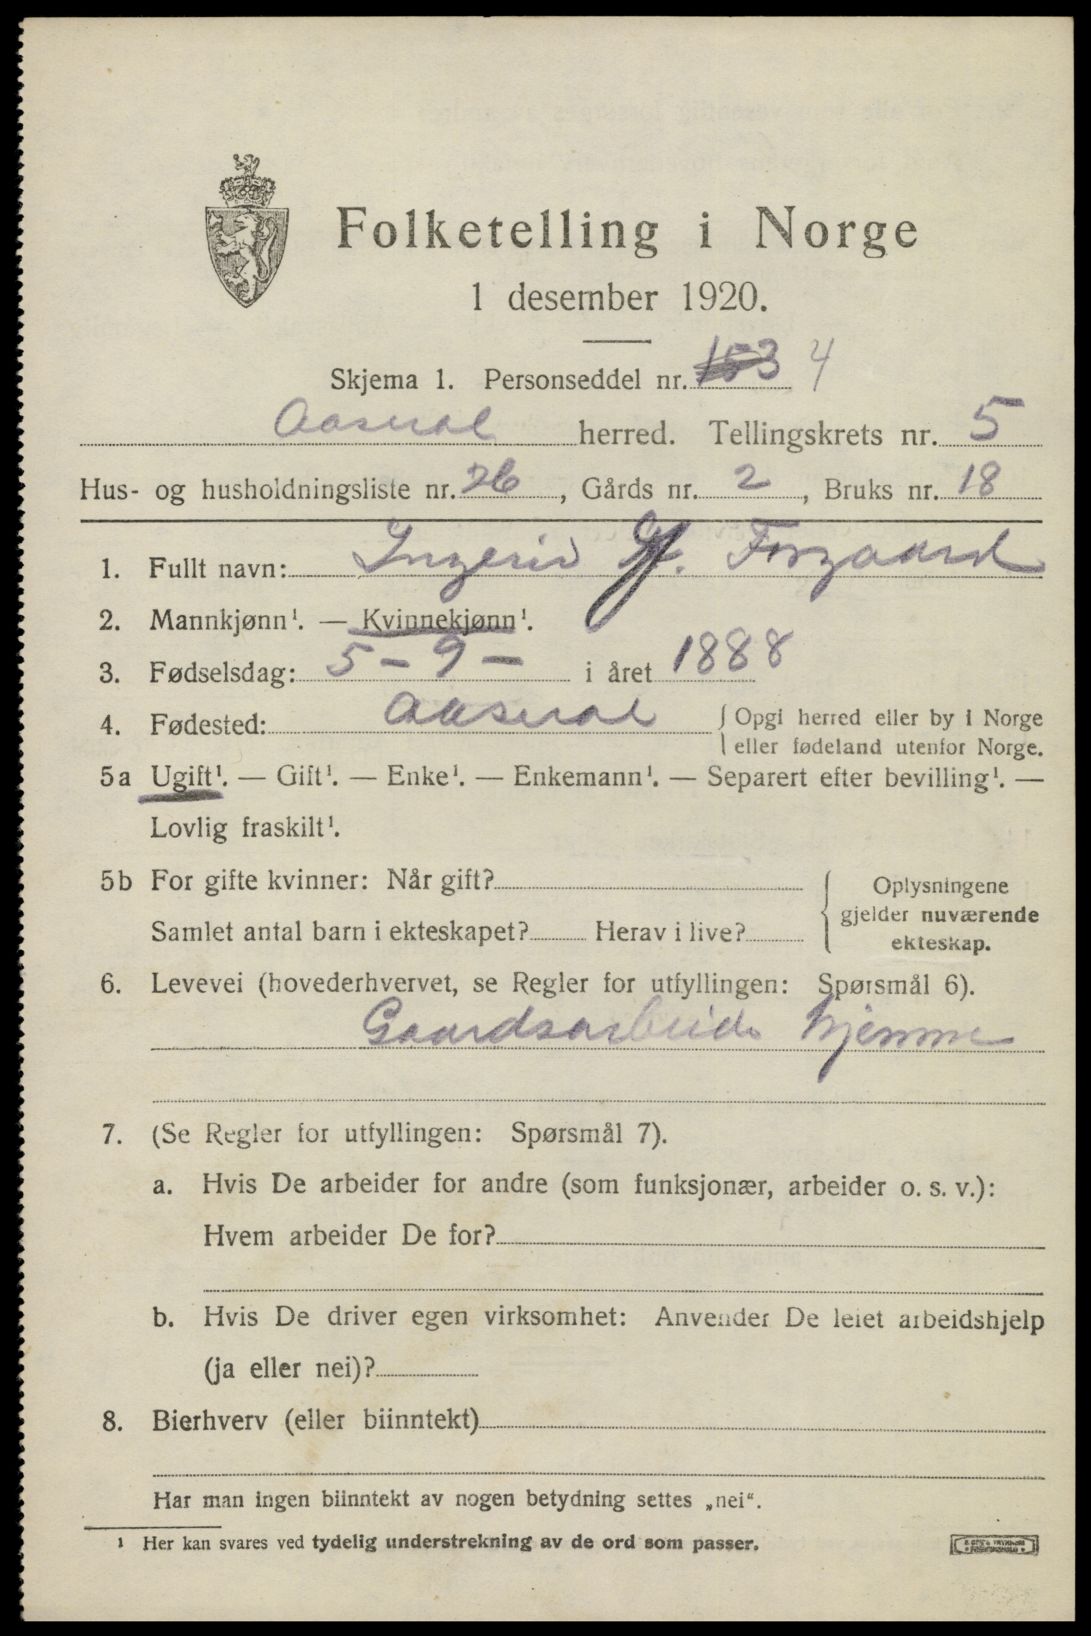 Folketelling i Norge
1 desember 1920.
Skjema 1. Personseddel nr. 153 4
Aaseral herred. Tellingskrets nr. 5
Hus- og husholdningsliste nr. 26, Gårds nr. 2, Bruks nr. 18
1. Fullt navn: Ingerid Gf. Forgaard
2. Mannkjønn¹. — Kvinnekjønn¹.
3. Fødselsdag: 5 - 9 - i året 1888
4. Fødested: Aaseral { Opgi herred eller by i Norge
eller fødeland utenfor Norge.
5a Ugift¹. — Gift¹. — Enke¹. — Enkemann¹. — Separert efter bevilling¹. —
Lovlig fraskilt¹.
5b For gifte kvinner: Når gift? { Oplysningene
gjelder nuværende
ekteskap.
Samlet antal barn i ekteskapet? Herav i live?
6. Levevei (hovederhvervet, se Regler for utfyllingen: Spørsmål 6).
Gaardsarbeide hjemme
7. (Se Regler for utfyllingen: Spørsmål 7).
a. Hvis De arbeider for andre (som funksjonær, arbeider o. s. v.):
Hvem arbeider De for?
b. Hvis De driver egen virksomhet: Anvender De leiet arbeidshjelp
(ja eller nei)?
8. Bierhverv (eller biinntekt)
Har man ingen biinntekt av nogen betydning settes „nei“.
¹ Her kan svares ved tydelig understrekning av de ord som passer.